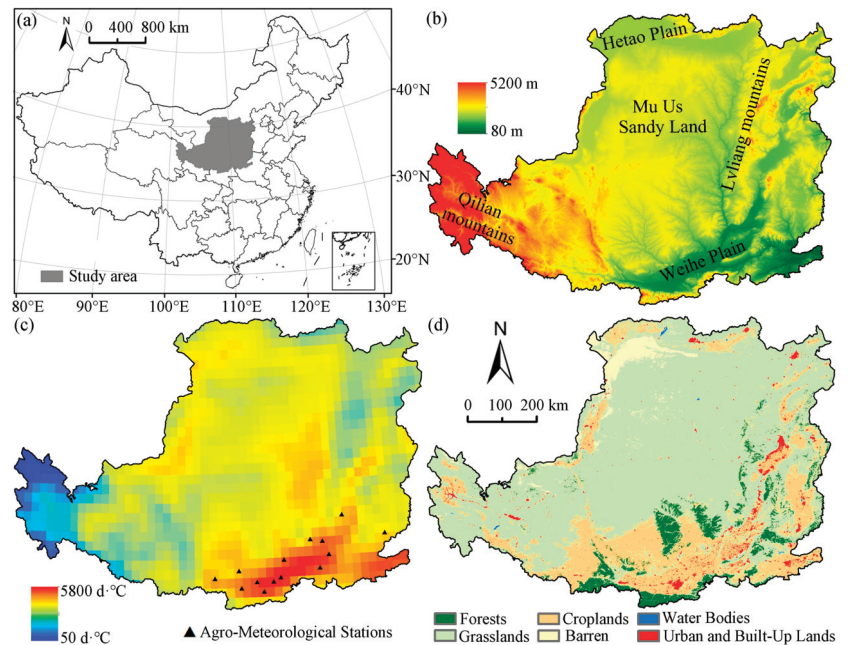 (a)
N
0 400 800 km
40°N
30°N
20°N
Study area
80°E 90°E 100°E 110°E 120°E 130°E
(b)
Hetao Plain
5200 m
80 m
Mu Us
Sandy Land
Lvliang mountains
Qilian
mountains
Weihe Plain
(c)
5800 d·°C
50 d·°C
Agro-Meteorological Stations
(d)
N
0 100 200 km
Forests Croplands Water Bodies
Grasslands Barren Urban and Built-Up Lands